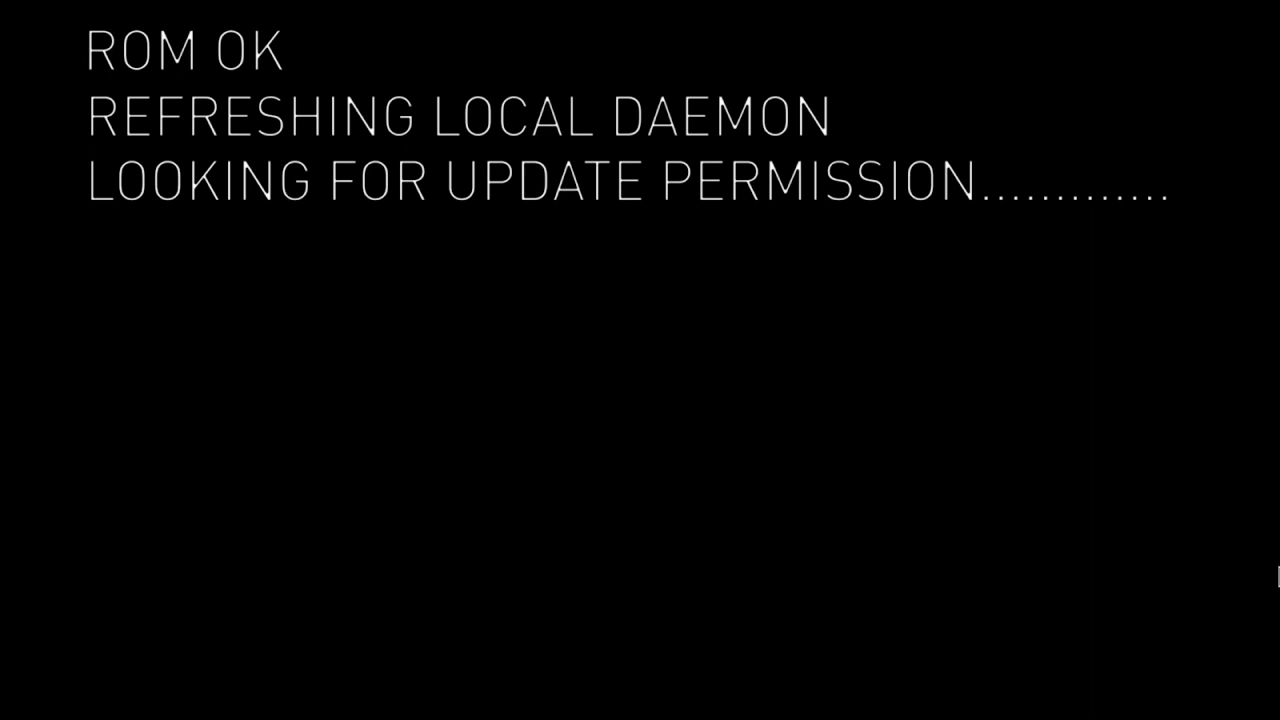 ROM OK
REFRESHING LOCAL DAEMON
LOOKING FOR UPDATE PERMISSION.............